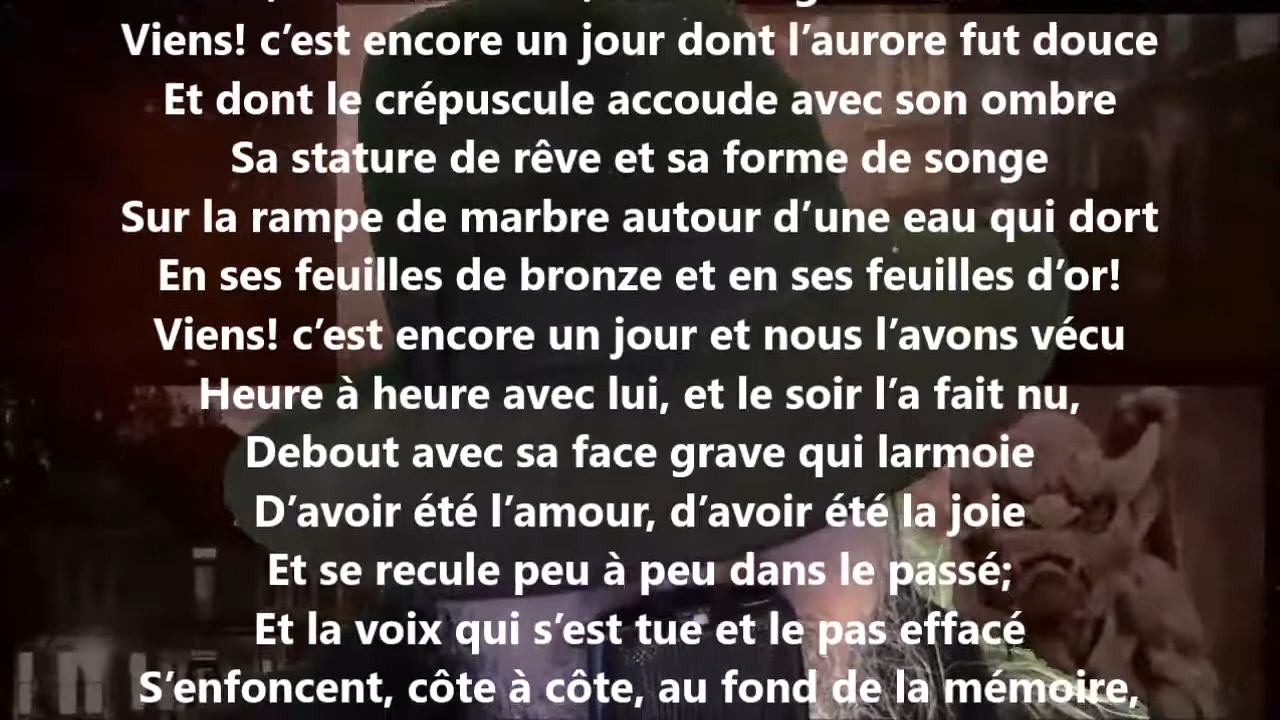 Viens! c’est encore un jour dont l’aurore fut douce
Et dont le crépuscule accoude avec son ombre
Sa stature de rêve et sa forme de songe
Sur la rampe de marbre autour d’une eau qui dort
En ses feuilles de bronze et en ses feuilles d’or!
Viens! c’est encore un jour et nous l’avons vécu
Heure à heure avec lui, et le soir l’a fait nu,
Debout avec sa face grave qui larmoie
D’avoir été l’amour, d’avoir été la joie
Et se recule peu à peu dans le passé;
Et la voix qui s’est tue et le pas effacé
S’enfoncent, côte à côte, au fond de la mémoire,